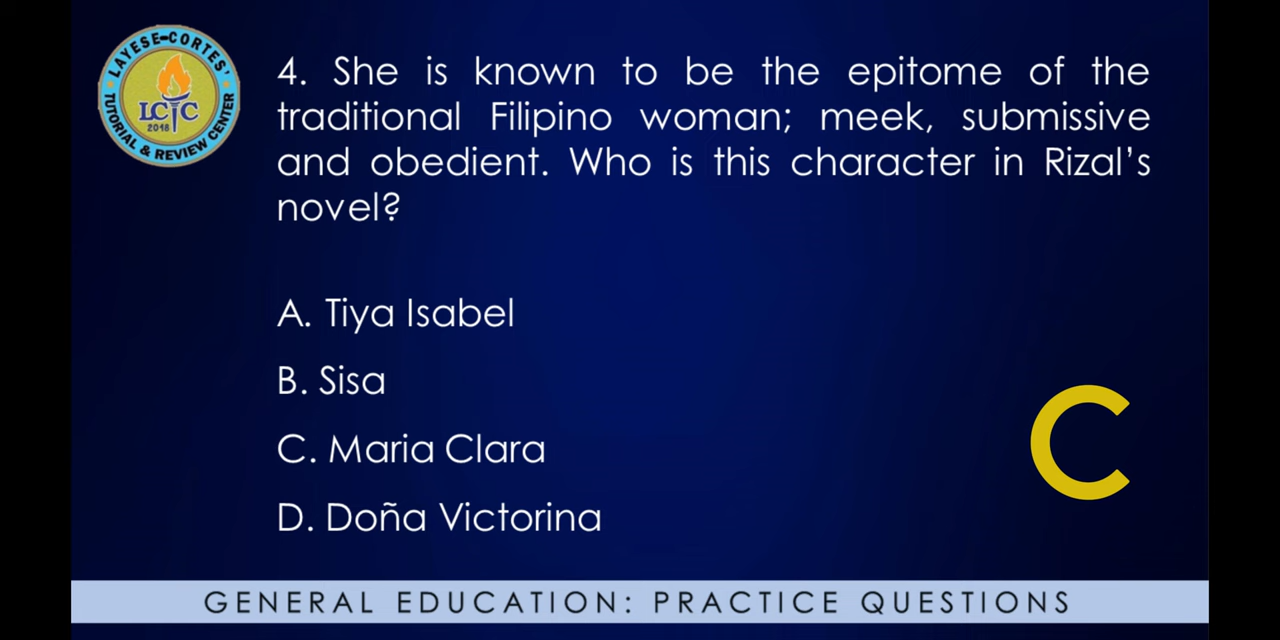 LAYESE-CORTES'
TUTORIAL & REVIEW CENTER
LCTC
2018
4. She is known to be the epitome of the
traditional Filipino woman; meek, submissive
and obedient. Who is this character in Rizal’s
novel?
A. Tiya Isabel
B. Sisa
C. Maria Clara
D. Doña Victorina
C
GENERAL EDUCATION: PRACTICE QUESTIONS